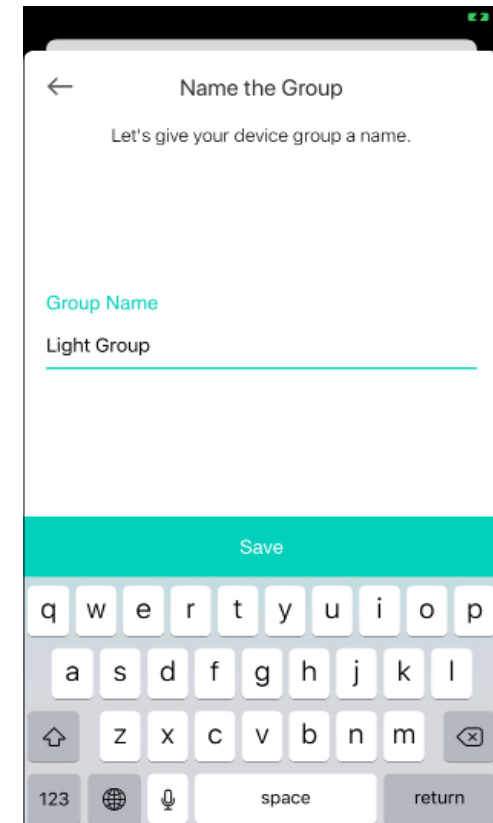 Name the Group
Let's give your device group a name.
Group Name
Light Group
Save
q w e r t y u i o p
a s d f g h j k l
z x c v b n m
123 space return